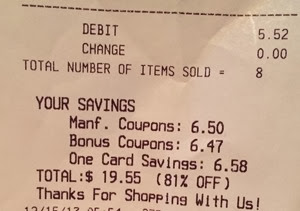 DEBIT 5.52
CHANGE 0.00
TOTAL NUMBER OF ITEMS SOLD = 8
YOUR SAVINGS
Manf. Coupons: 6.50
Bonus Coupons: 6.47
One Card Savings: 6.58
TOTAL:$ 19.55 (81% OFF)
Thanks For Shopping With Us!